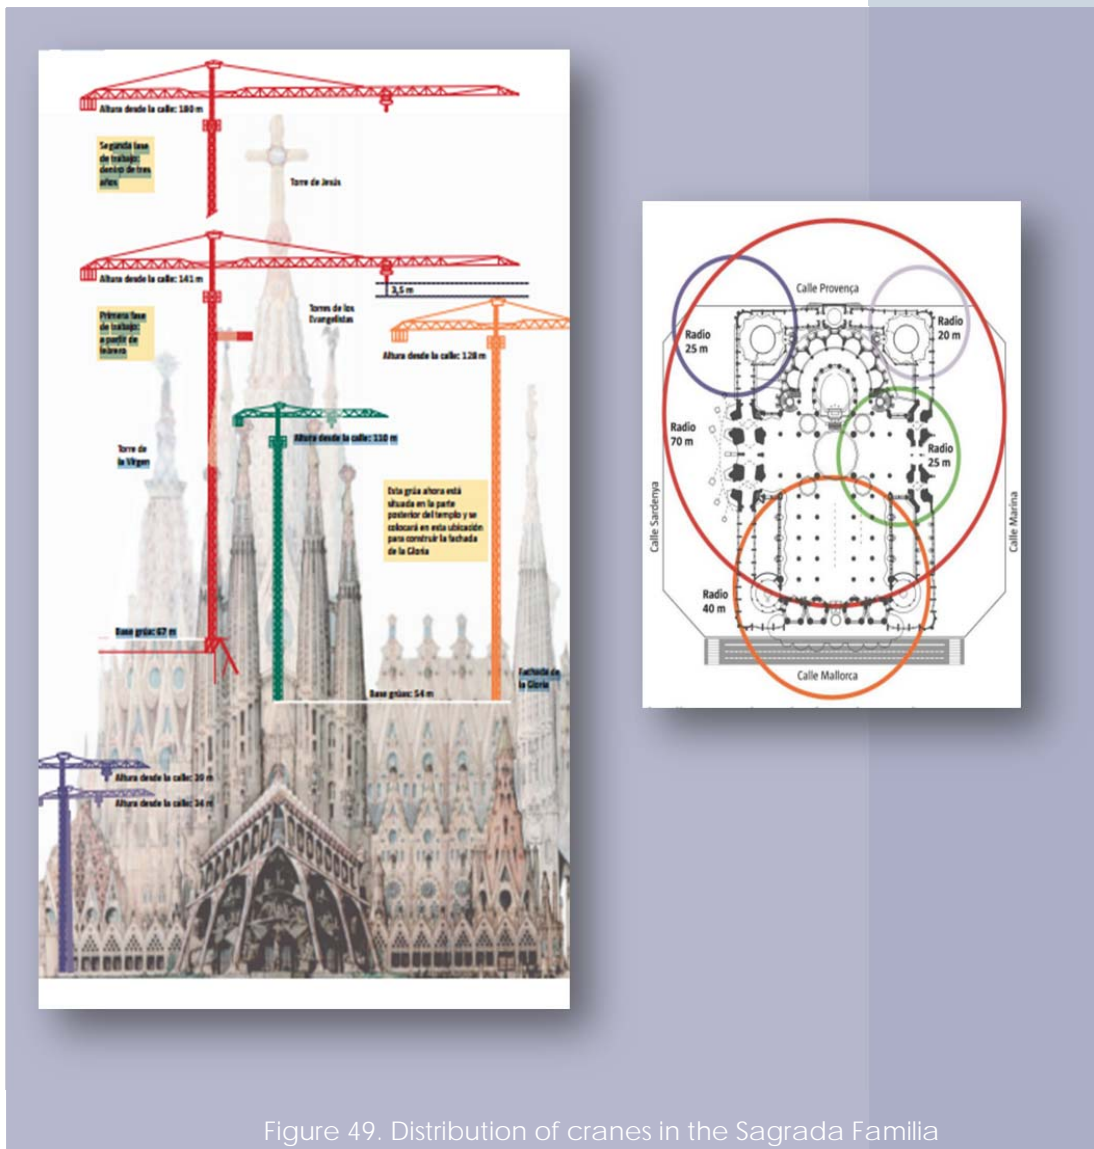 Altura desde la calle: 180 m
Segunda fase
de trabajo:
dentro de tres
años
Torre de Jesús
Altura desde la calle: 141 m
3,5 m
Primera fase
de trabajo:
a partir de
febrero
Torres de los
Evangelistas
Altura desde la calle: 128 m
Altura desde la calle: 110 m
Torre de
la Virgen
Esta grúa ahora está
situada en la parte
posterior del templo y se
colocará en esta ubicación
para construir la fachada
de la Gloria
Base grúa: 67 m
Fachada de
la Gloria
Base grúas: 54 m
Altura desde la calle: 39 m
Altura desde la calle: 34 m
Calle Provença
Radio
25 m
Radio
20 m
Radio
70 m
Radio
25 m
Calle Sardenya
Calle Marina
Radio
40 m
Calle Mallorca
Figure 49. Distribution of cranes in the Sagrada Familia